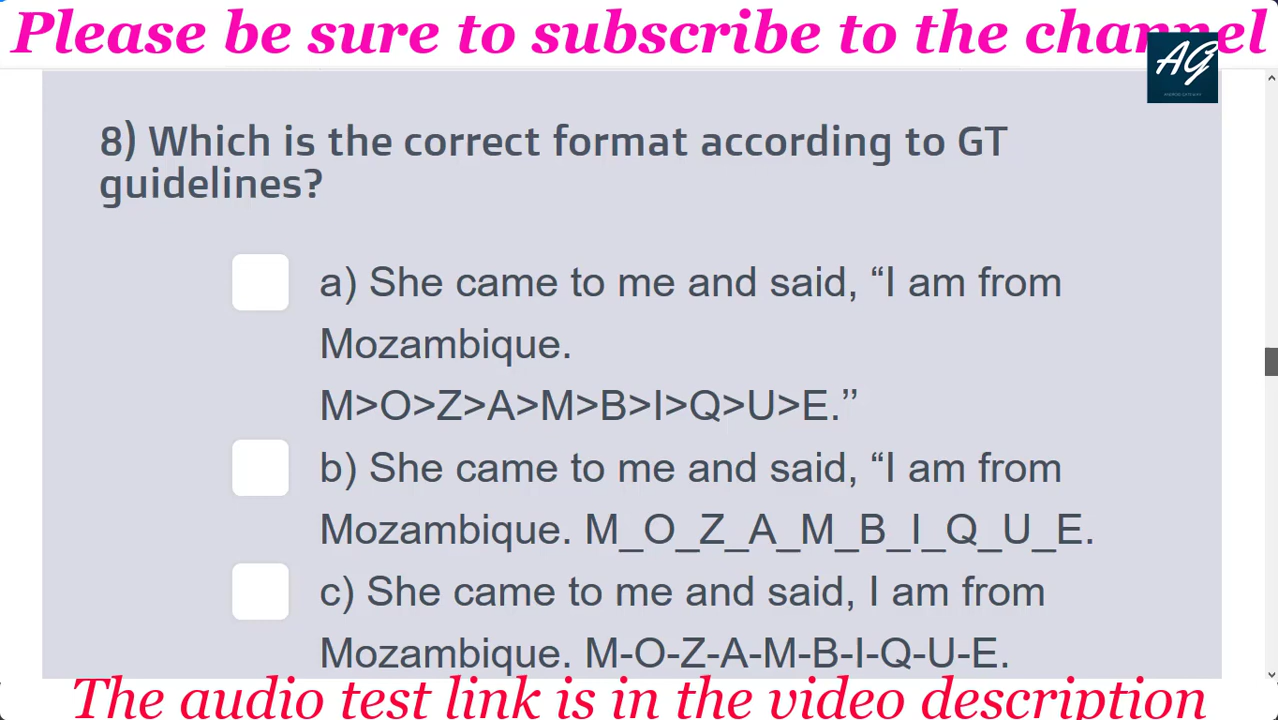 Please be sure to subscribe to the channel
AG
8) Which is the correct format according to GT
guidelines?
a) She came to me and said, “I am from
Mozambique.
M>O>Z>A>M>B>I>Q>U>E.”
b) She came to me and said, “I am from
Mozambique. M_O_Z_A_M_B_I_Q_U_E.
c) She came to me and said, I am from
Mozambique. M-O-Z-A-M-B-I-Q-U-E.
The audio test link is in the video description